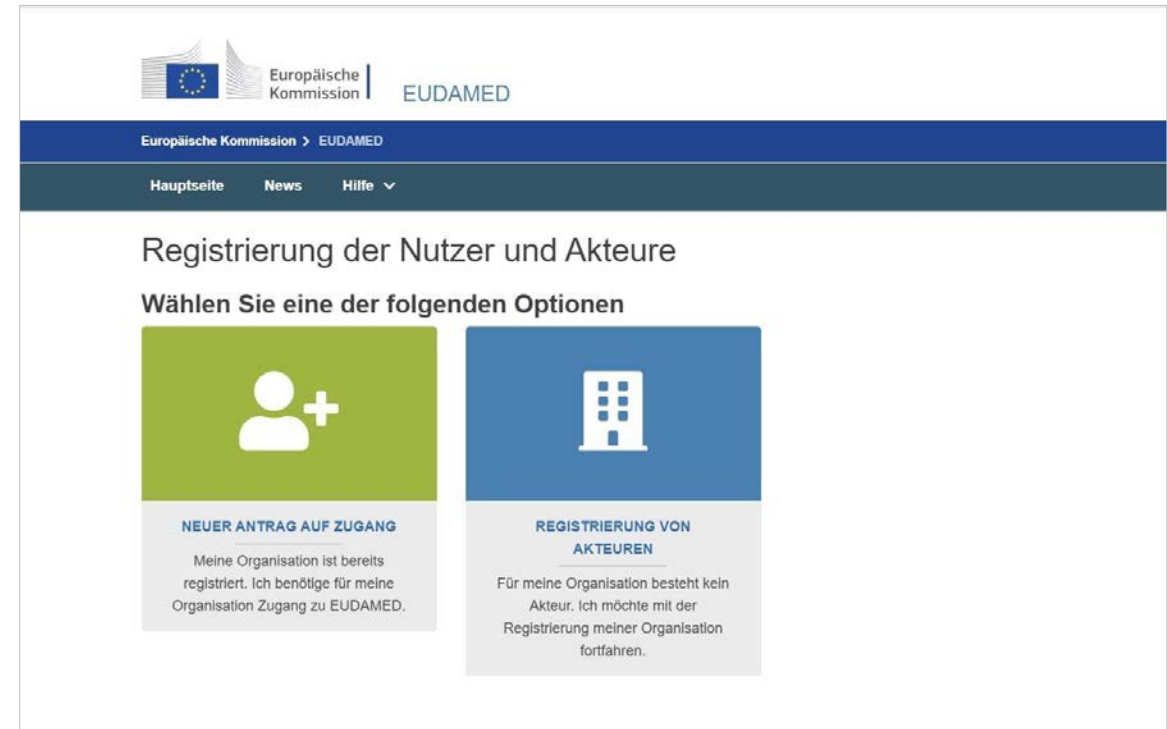 Europäische
Kommission
EUDAMED
Europäische Kommission > EUDAMED
Hauptseite News Hilfe
Registrierung der Nutzer und Akteure
Wählen Sie eine der folgenden Optionen
NEUER ANTRAG AUF ZUGANG
Meine Organisation ist bereits
registriert. Ich benötige für meine
Organisation Zugang zu EUDAMED.
REGISTRIERUNG VON
AKTEUREN
Für meine Organisation besteht kein
Akteur. Ich möchte mit der
Registrierung meiner Organisation
fortfahren.